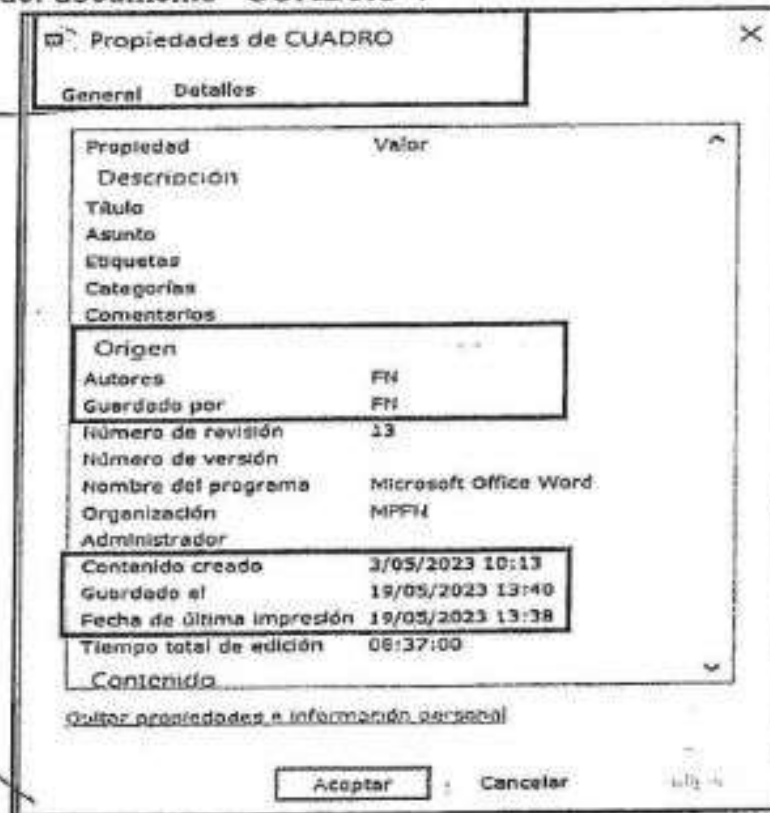 Propiedades de CUADRO
General Detalles
Propiedad Valor
Descripción
Título
Asunto
Etiquetas
Categorías
Comentarios
Origen
Autores FN
Guardado por FN
Número de revisión 13
Número de versión
Nombre del programa Microsoft Office Word
Organización MPFN
Administrador
Contenido creado 3/05/2023 10:13
Guardado el 19/05/2023 13:40
Fecha de última impresión 19/05/2023 13:38
Tiempo total de edición 08:37:00
Contenido
Quitar propiedades e información personal
Aceptar Cancelar